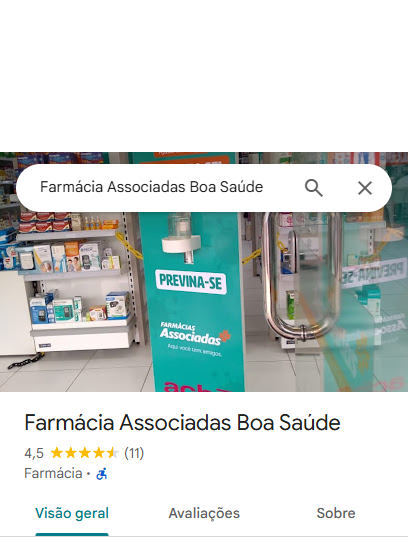 Farmácia Associadas Boa Saúde
PREVINA-SE
FARMÁCIAS
Associadas
Aqui você tem amigos.
Farmácia Associadas Boa Saúde
4,5 (11)
Farmácia ·
Visão geral Avaliações Sobre